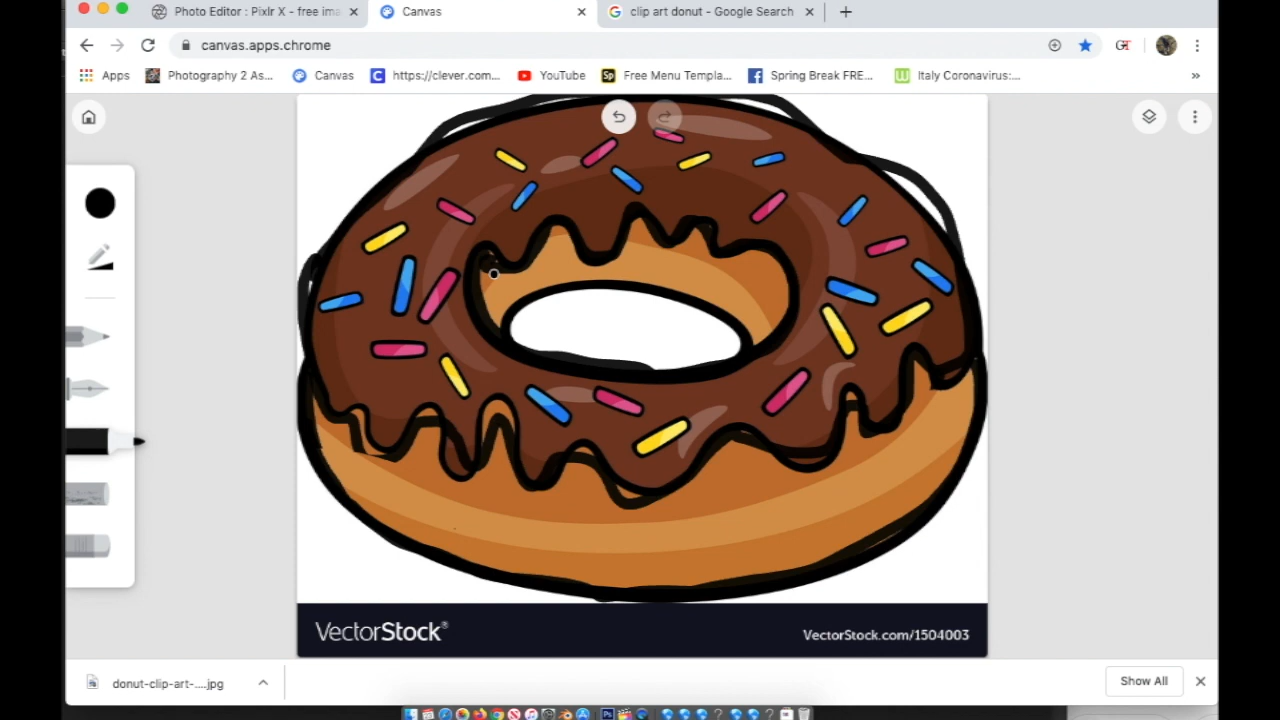 Photo Editor : Pixlr X - free ima
Canvas
clip art donut - Google Search
canvas.apps.chrome
Apps
Photography 2 As...
Canvas
https://clever.com...
YouTube
Sp
Free Menu Templa...
Spring Break FRE...
Italy Coronavirus:...
VectorStock®
VectorStock.com/1504003
donut-clip-art-....jpg
Show All